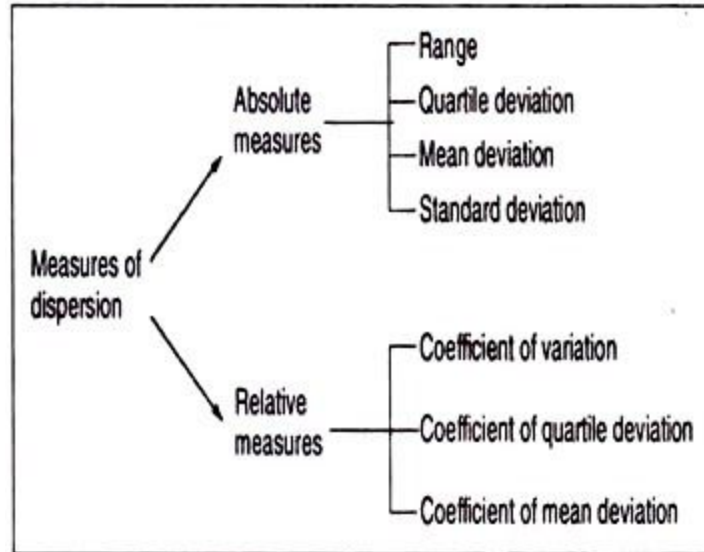 Range
Absolute
measures
Quartile deviation
Mean deviation
Standard deviation
Measures of
dispersion
Relative
measures
Coefficient of variation
Coefficient of quartile deviation
Coefficient of mean deviation